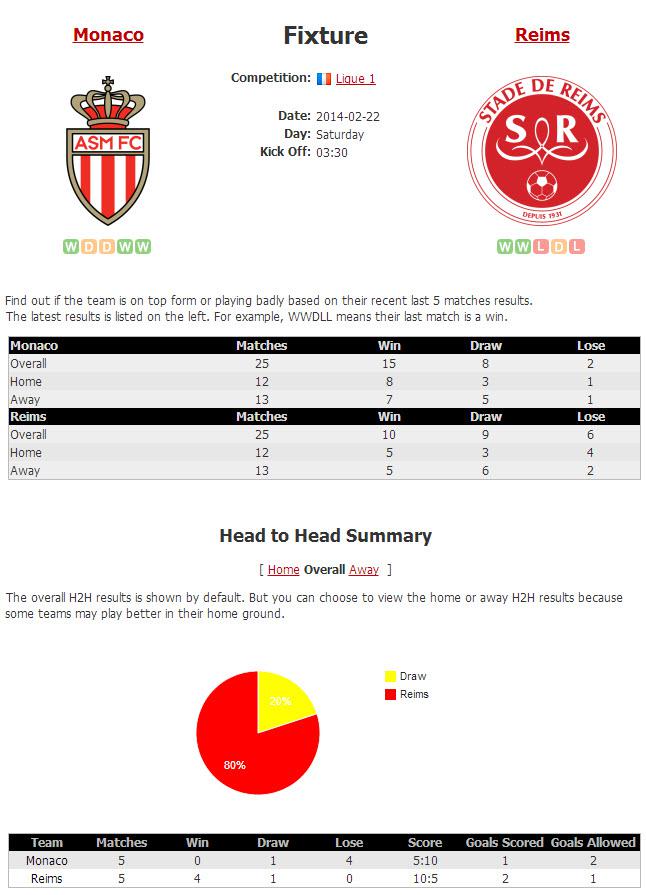 Monaco Fixture Reims
Competition: Ligue 1
Date: 2014-02-22
Day: Saturday
Kick Off: 03:30
ASM FC
STADE DE REIMS
S R
DEPUIS 1931
W D D W W
W W L D L
Find out if the team is on top form or playing badly based on their recent last 5 matches results.
The latest results is listed on the left. For example, WWDLL means their last match is a win.
Monaco Matches Win Draw Lose
Overall 25 15 8 2
Home 12 8 3 1
Away 13 7 5 1
Reims Matches Win Draw Lose
Overall 25 10 9 6
Home 12 5 3 4
Away 13 5 6 2
Head to Head Summary
[ Home Overall Away ]
The overall H2H results is shown by default. But you can choose to view the home or away H2H results because
some teams may play better in their home ground.
Draw
Reims
20%
80%
Team Matches Win Draw Lose Score Goals Scored Goals Allowed
Monaco 5 0 1 4 5:10 1 2
Reims 5 4 1 0 10:5 2 1